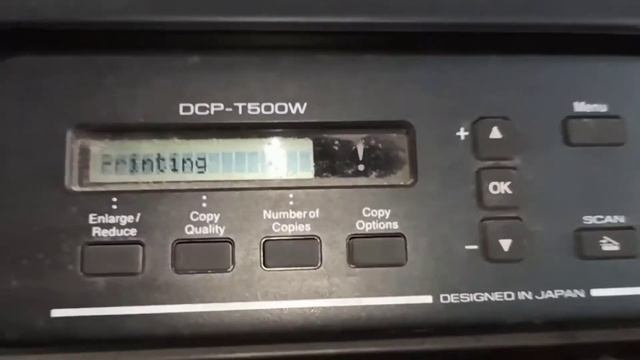 DCP-T500W
Menu
+
Printing
!
OK
Enlarge/
Reduce
Copy
Quality
Number of
Copies
Copy
Options
SCAN
–
DESIGNED IN JAPAN